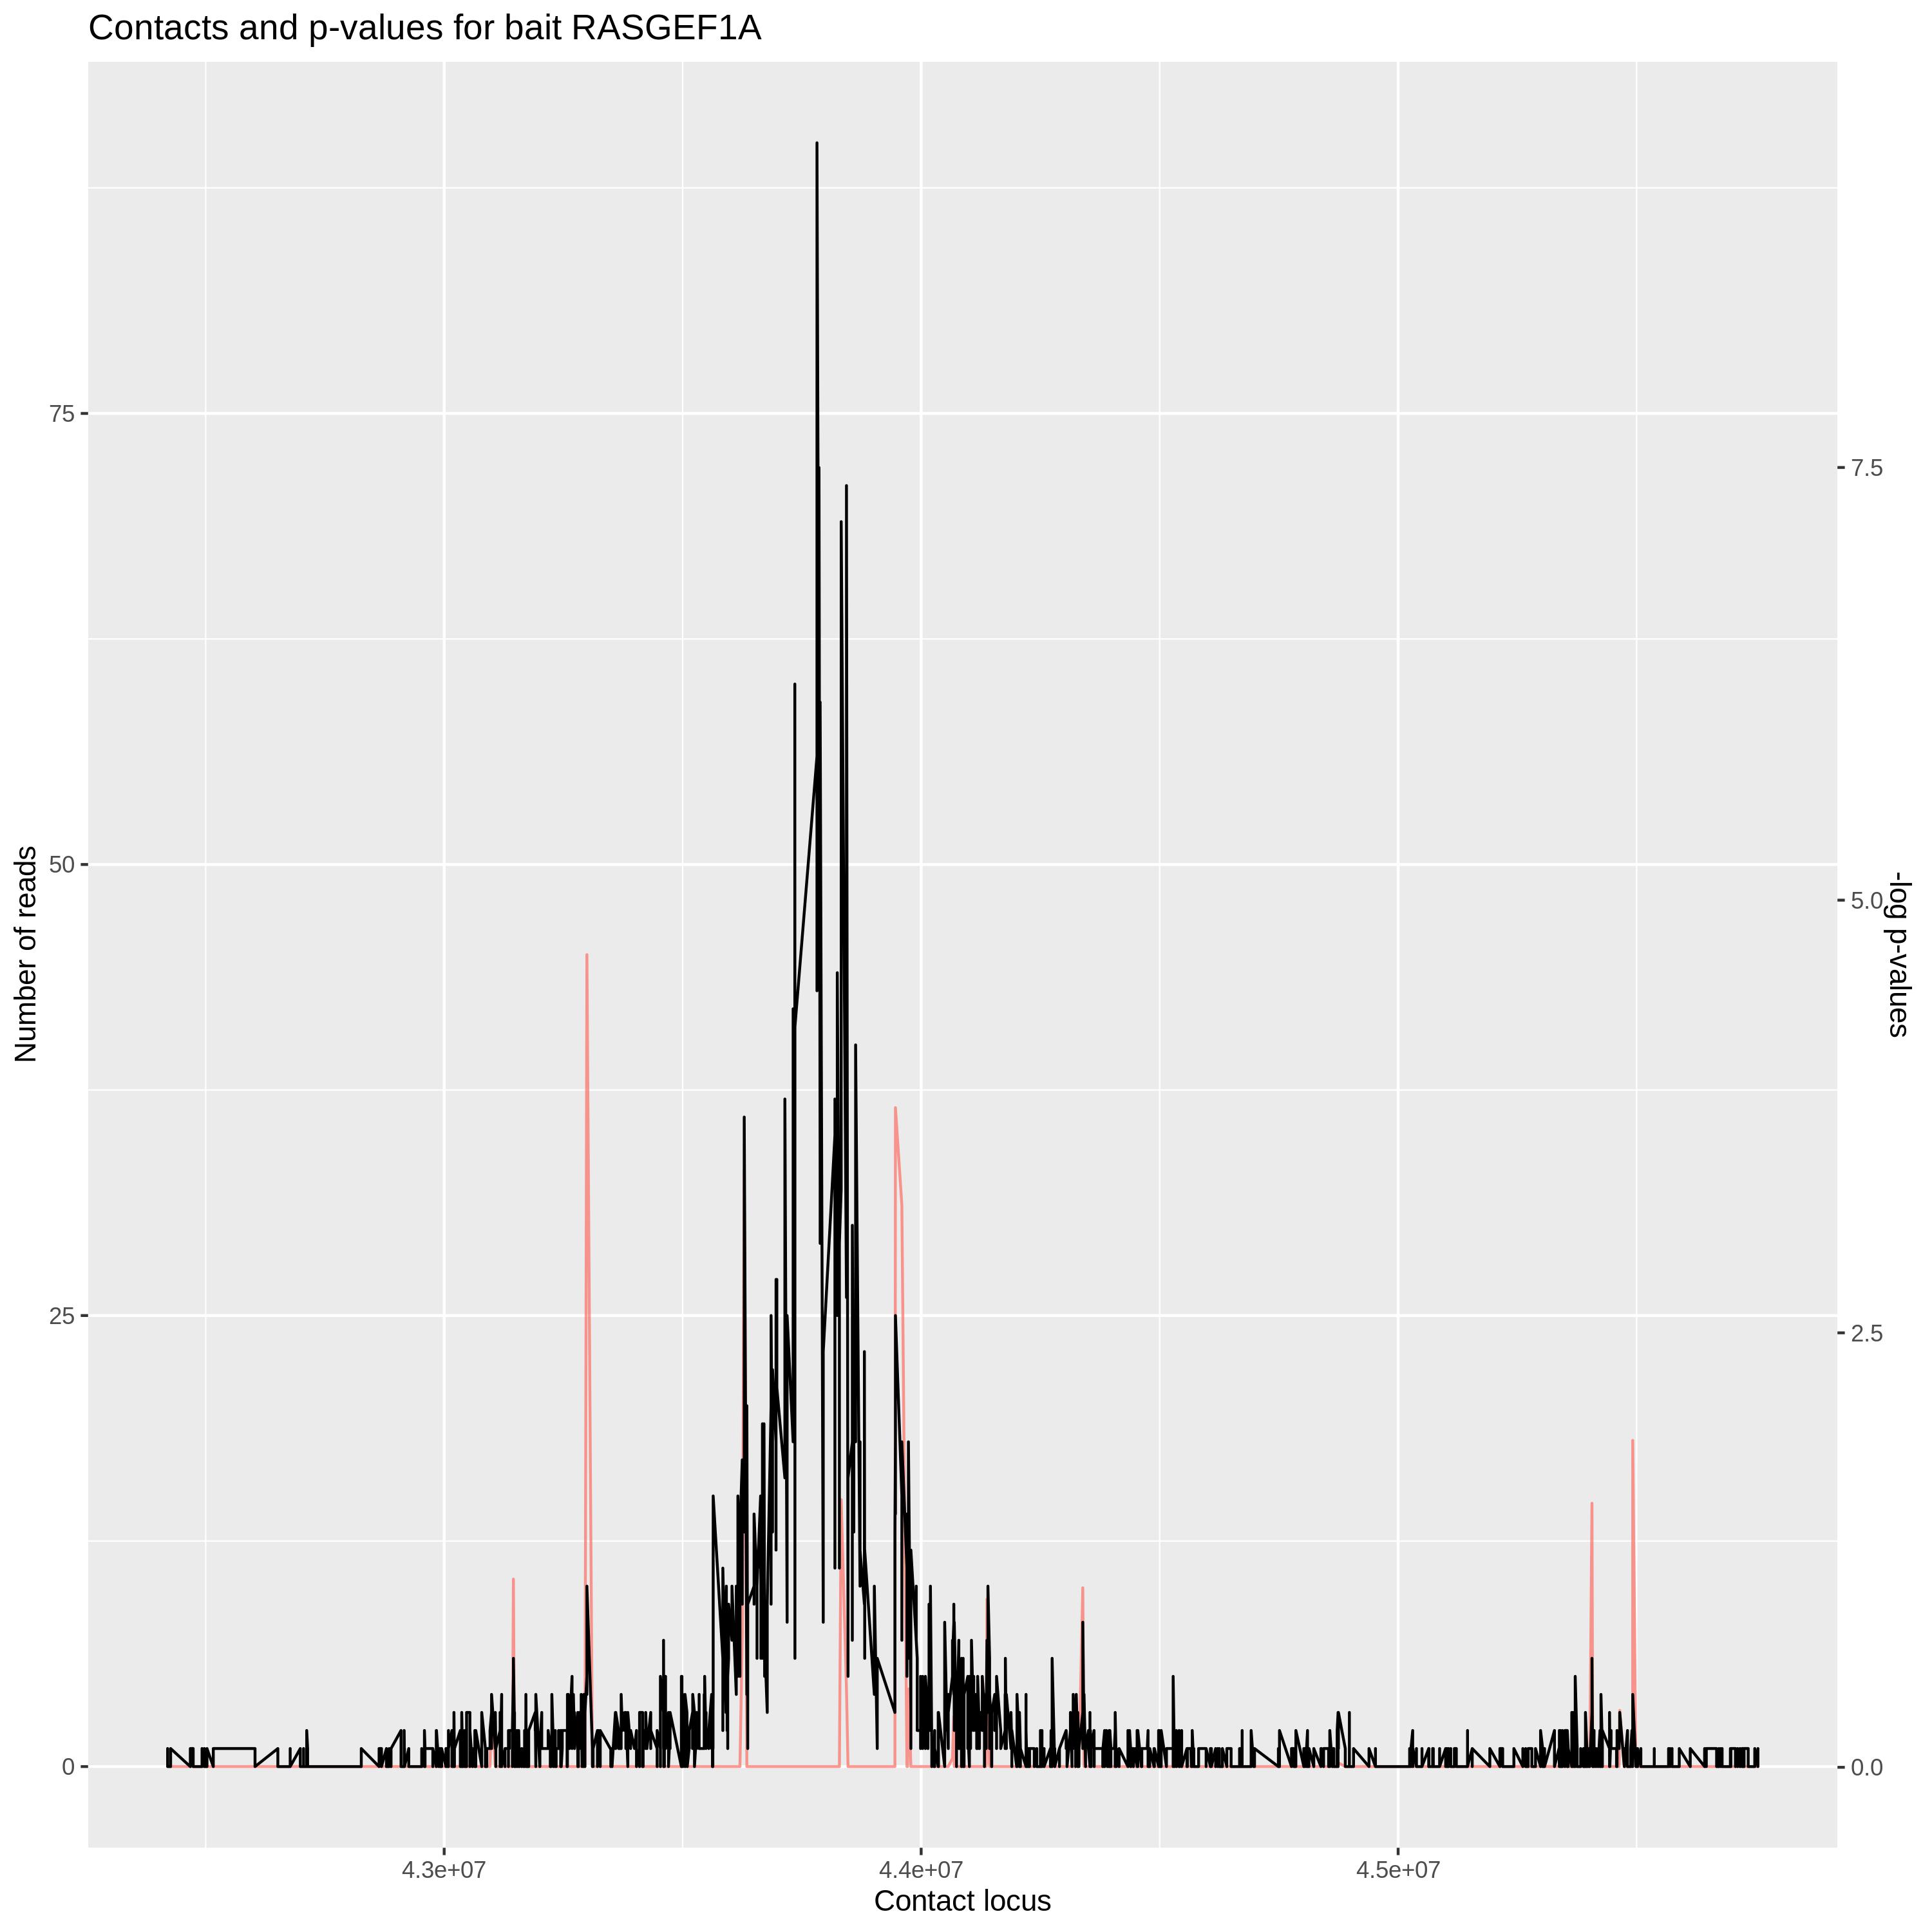 Contacts and p-values for bait RASGEF1A
75
50
25
0
Number of reads
7.5
5.0
2.5
0.0
-log p-values
4.3e+07
4.4e+07
4.5e+07
Contact locus